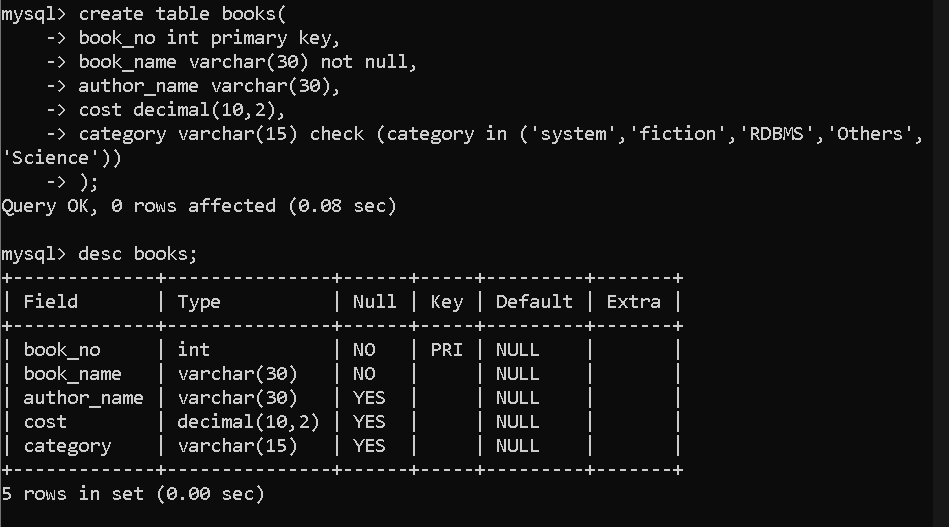 mysql> create table books(
    -> book_no int primary key,
    -> book_name varchar(30) not null,
    -> author_name varchar(30),
    -> cost decimal(10,2),
    -> category varchar(15) check (category in ('system','fiction','RDBMS','Others',
'Science'))
    -> );
Query OK, 0 rows affected (0.08 sec)

mysql> desc books;
+-------------+---------------+------+-----+---------+-------+
| Field       | Type          | Null | Key | Default | Extra |
+-------------+---------------+------+-----+---------+-------+
| book_no     | int           | NO   | PRI | NULL    |       |
| book_name   | varchar(30)   | NO   |     | NULL    |       |
| author_name | varchar(30)   | YES  |     | NULL    |       |
| cost        | decimal(10,2) | YES  |     | NULL    |       |
| category    | varchar(15)   | YES  |     | NULL    |       |
+-------------+---------------+------+-----+---------+-------+
5 rows in set (0.00 sec)